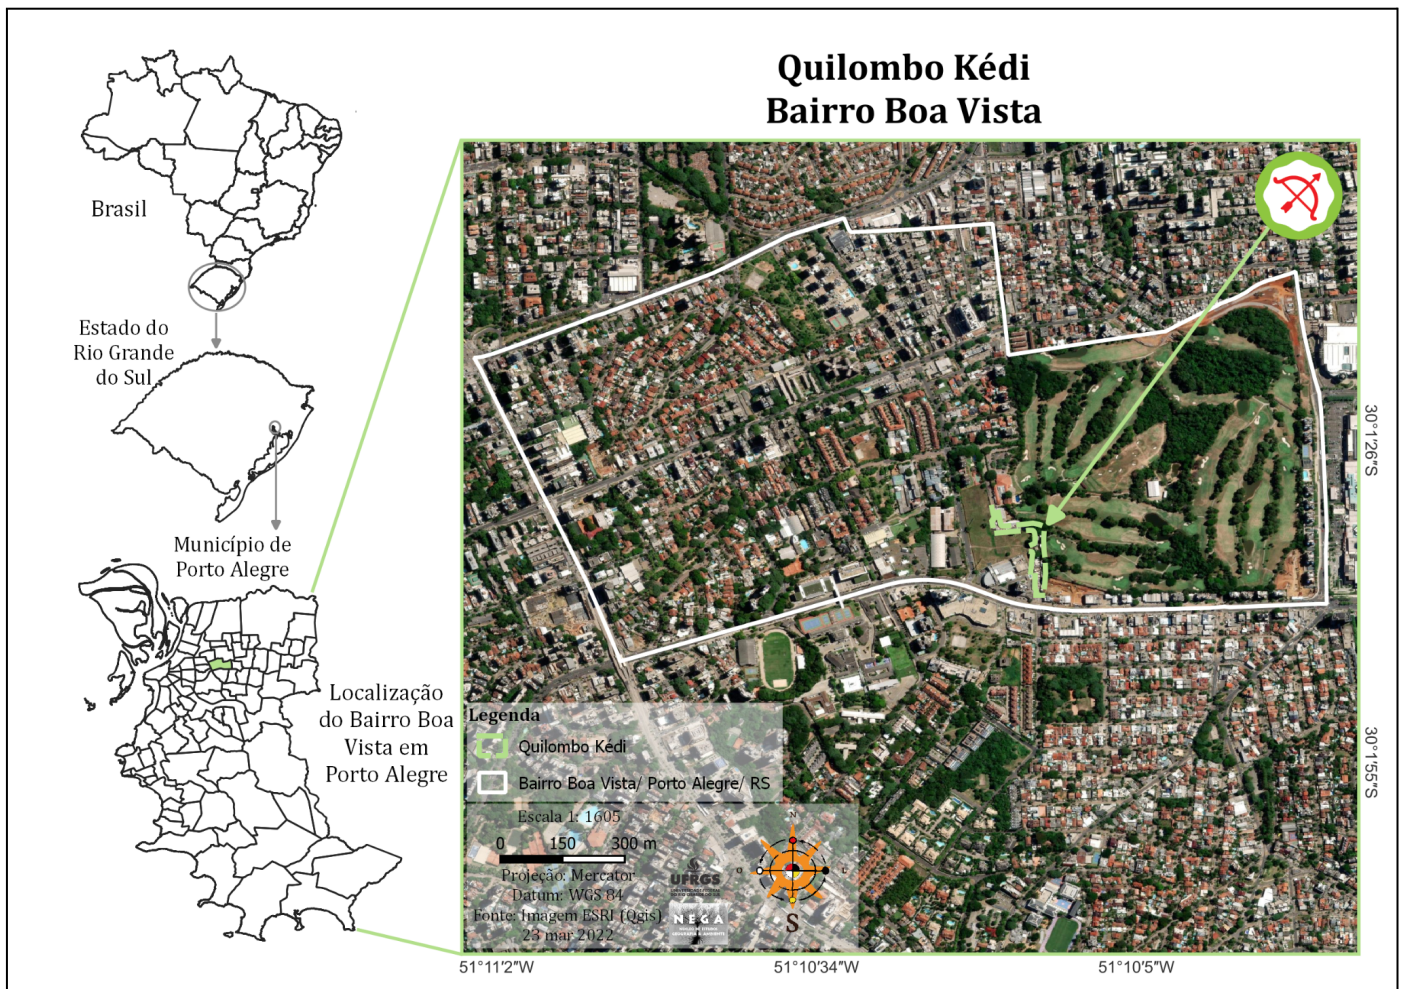 Quilombo Kédi
Bairro Boa Vista
Brasil
Estado do
Rio Grande
do Sul
Município de
Porto Alegre
Localização
do Bairro Boa
Vista em
Porto Alegre
30°1'26"S
30°1'55"S
Legenda
Quilombo Kédi
Bairro Boa Vista/ Porto Alegre/ RS
Escala 1: 1605
0 150 300 m
Projeção: Mercator
Datum: WGS 84
Fonte: Imagem ESRI (Qgis)
23 mar 2022
UFRGS
NEGA
N
O
L
S
51°11'2"W
51°10'34"W
51°10'5"W